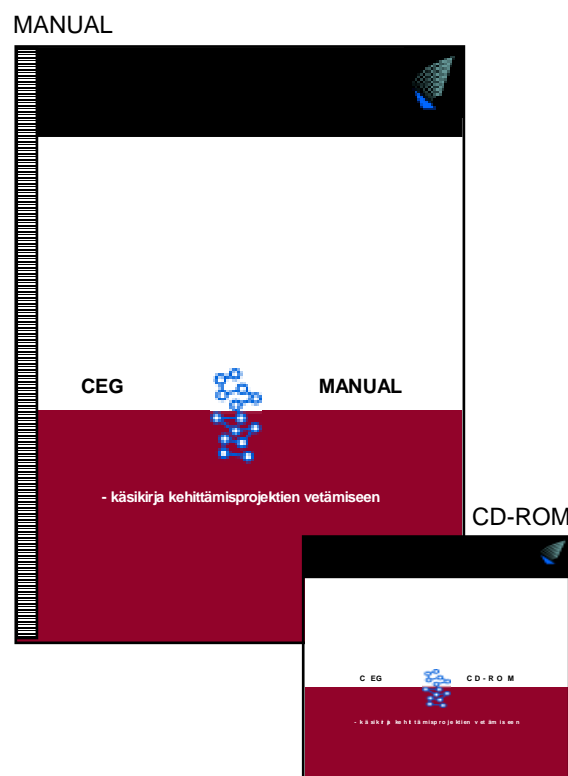 MANUAL
CEG MANUAL
- käsikirja kehittämisprojektien vetämiseen
CD-ROM
CEG CD-ROM
- käsikirja kehittämisprojektien vetämiseen